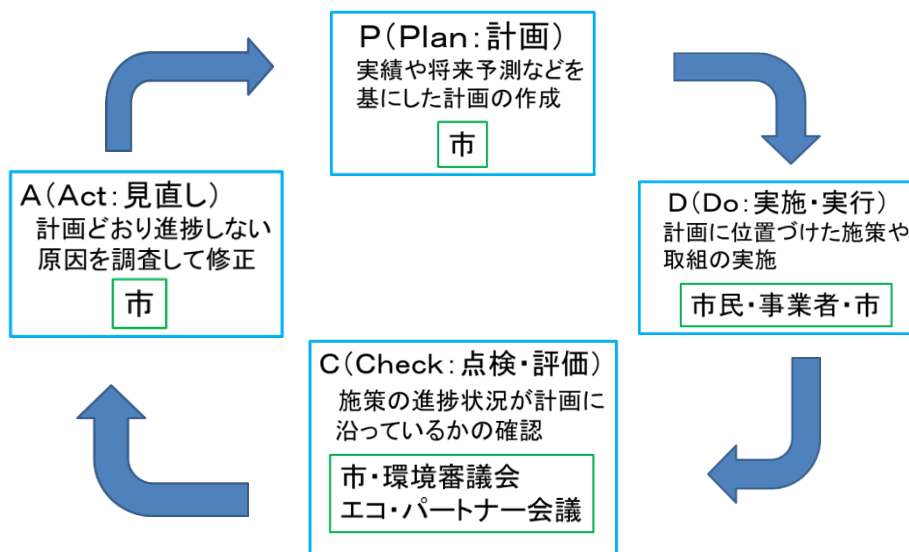 P(Plan:計画)
実績や将来予測などを
基にした計画の作成
市
D(Do:実施・実行)
計画に位置づけた施策や
取組の実施
市民・事業者・市
C(Check:点検・評価)
施策の進捗状況が計画に
沿っているかの確認
市・環境審議会
エコ・パートナー会議
A(Act:見直し)
計画どおり進捗しない
原因を調査して修正
市